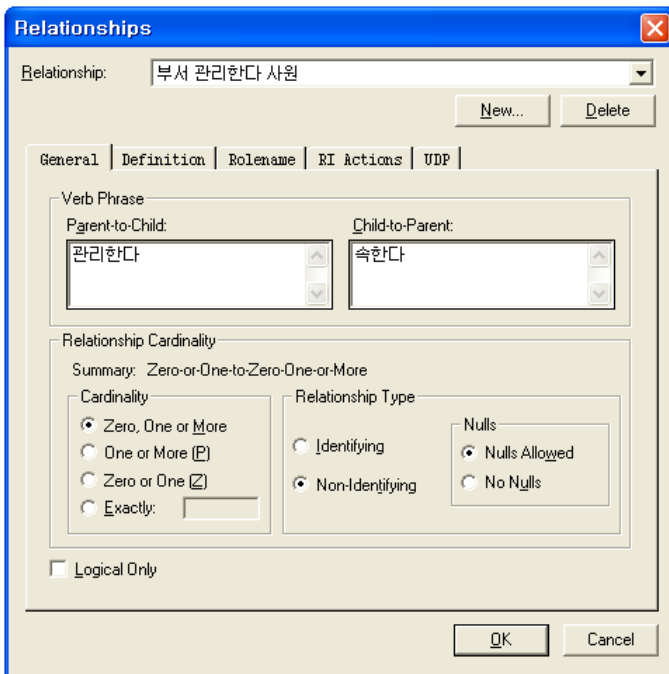 Relationships
Relationship: 부서 관리한다 사원
New... Delete
General Definition Rolename RI Actions UDP
Verb Phrase
Parent-to-Child: Child-to-Parent:
관리한다 속한다
Relationship Cardinality
Summary: Zero-or-One-to-Zero-One-or-More
Cardinality Relationship Type
Zero, One or More
One or More (P)
Zero or One (Z)
Exactly:
Identifying
Non-Identifying
Nulls
Nulls Allowed
No Nulls
Logical Only
OK Cancel